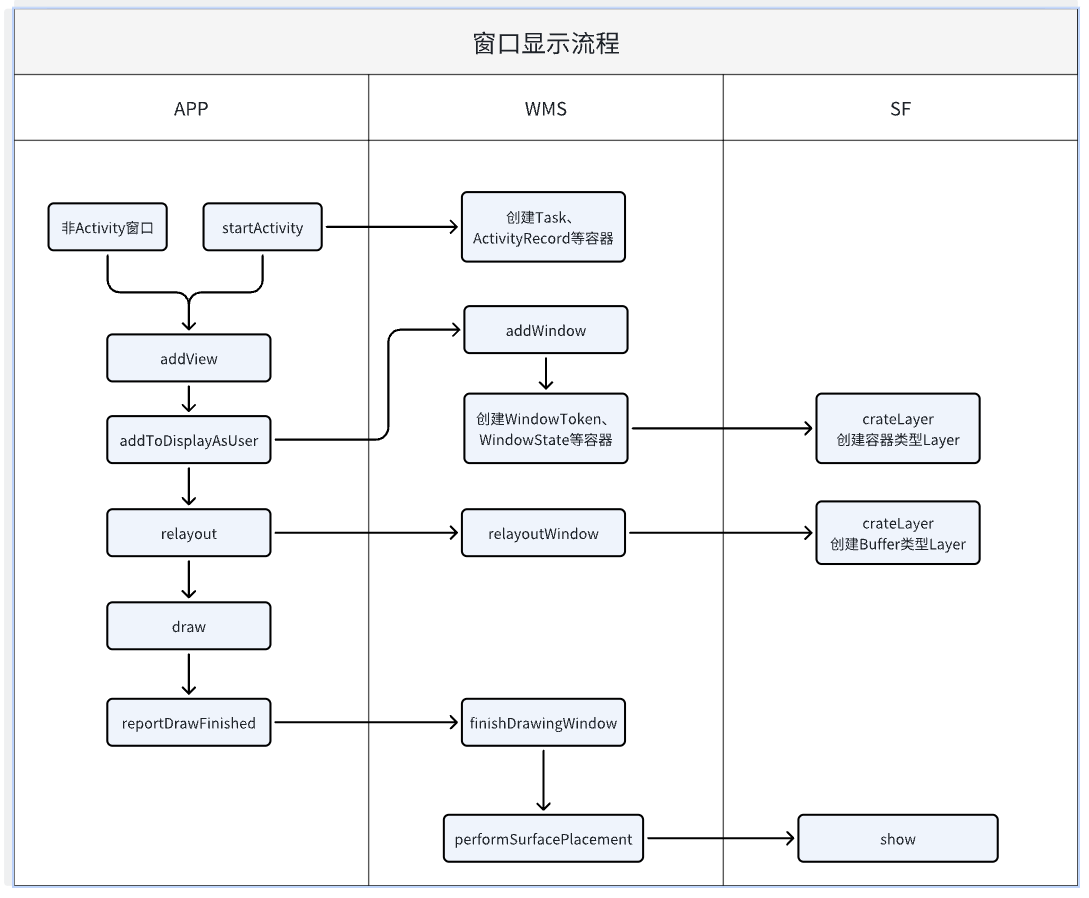 窗口显示流程
APP
WMS
SF
非Activity窗口
startActivity
创建Task、
ActivityRecord等容器
addView
addWindow
addToDisplayAsUser
创建WindowToken、
WindowState等容器
crateLayer
创建容器类型Layer
relayout
relayoutWindow
crateLayer
创建Buffer类型Layer
draw
reportDrawFinished
finishDrawingWindow
performSurfacePlacement
show